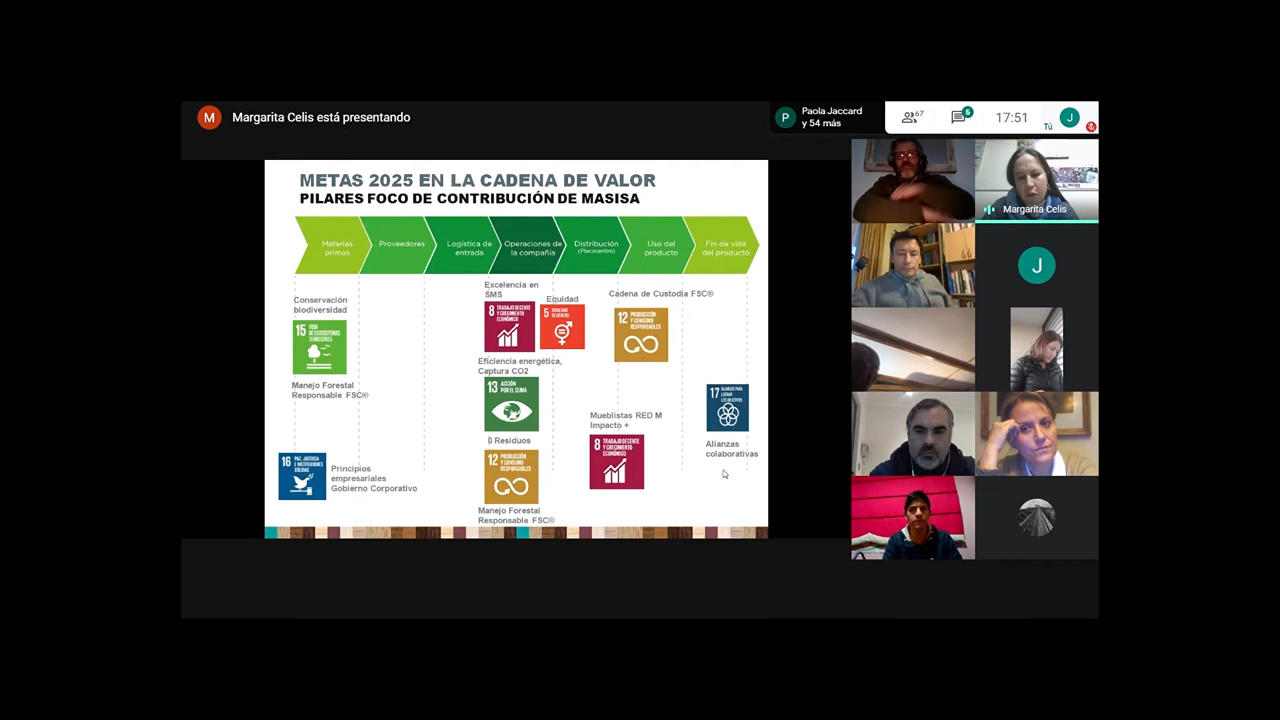 M
Margarita Celis está presentando
P
Paola Jaccard
y 54 más
67
5
17:51
Tú
J
METAS 2025 EN LA CADENA DE VALOR
PILARES FOCO DE CONTRIBUCIÓN DE MASISA
Materias
primas
Proveedores
Logística de
entrada
Operaciones de
la compañía
Distribución
(Placacentro)
Uso del
producto
Fin de vida
del producto
Conservación
biodiversidad
15 VIDA
DE ECOSISTEMAS
TERRESTRES
Manejo Forestal
Responsable FSC®
16 PAZ, JUSTICIA
E INSTITUCIONES
SÓLIDAS
Principios
empresariales
Gobierno Corporativo
Excelencia en
SMS
8 TRABAJO DECENTE
Y CRECIMIENTO
ECONÓMICO
Equidad
5 IGUALDAD
DE GÉNERO
Eficiencia energética,
Captura CO2
13 ACCIÓN
POR EL CLIMA
0 Residuos
12 PRODUCCIÓN
Y CONSUMO
RESPONSABLES
Manejo Forestal
Responsable FSC®
Cadena de Custodia FSC®
12 PRODUCCIÓN
Y CONSUMO
RESPONSABLES
Mueblistas RED M
Impacto +
8 TRABAJO DECENTE
Y CRECIMIENTO
ECONÓMICO
17 ALIANZAS PARA
LOGRAR
LOS OBJETIVOS
Alianzas
colaborativas
Margarita Celis
J